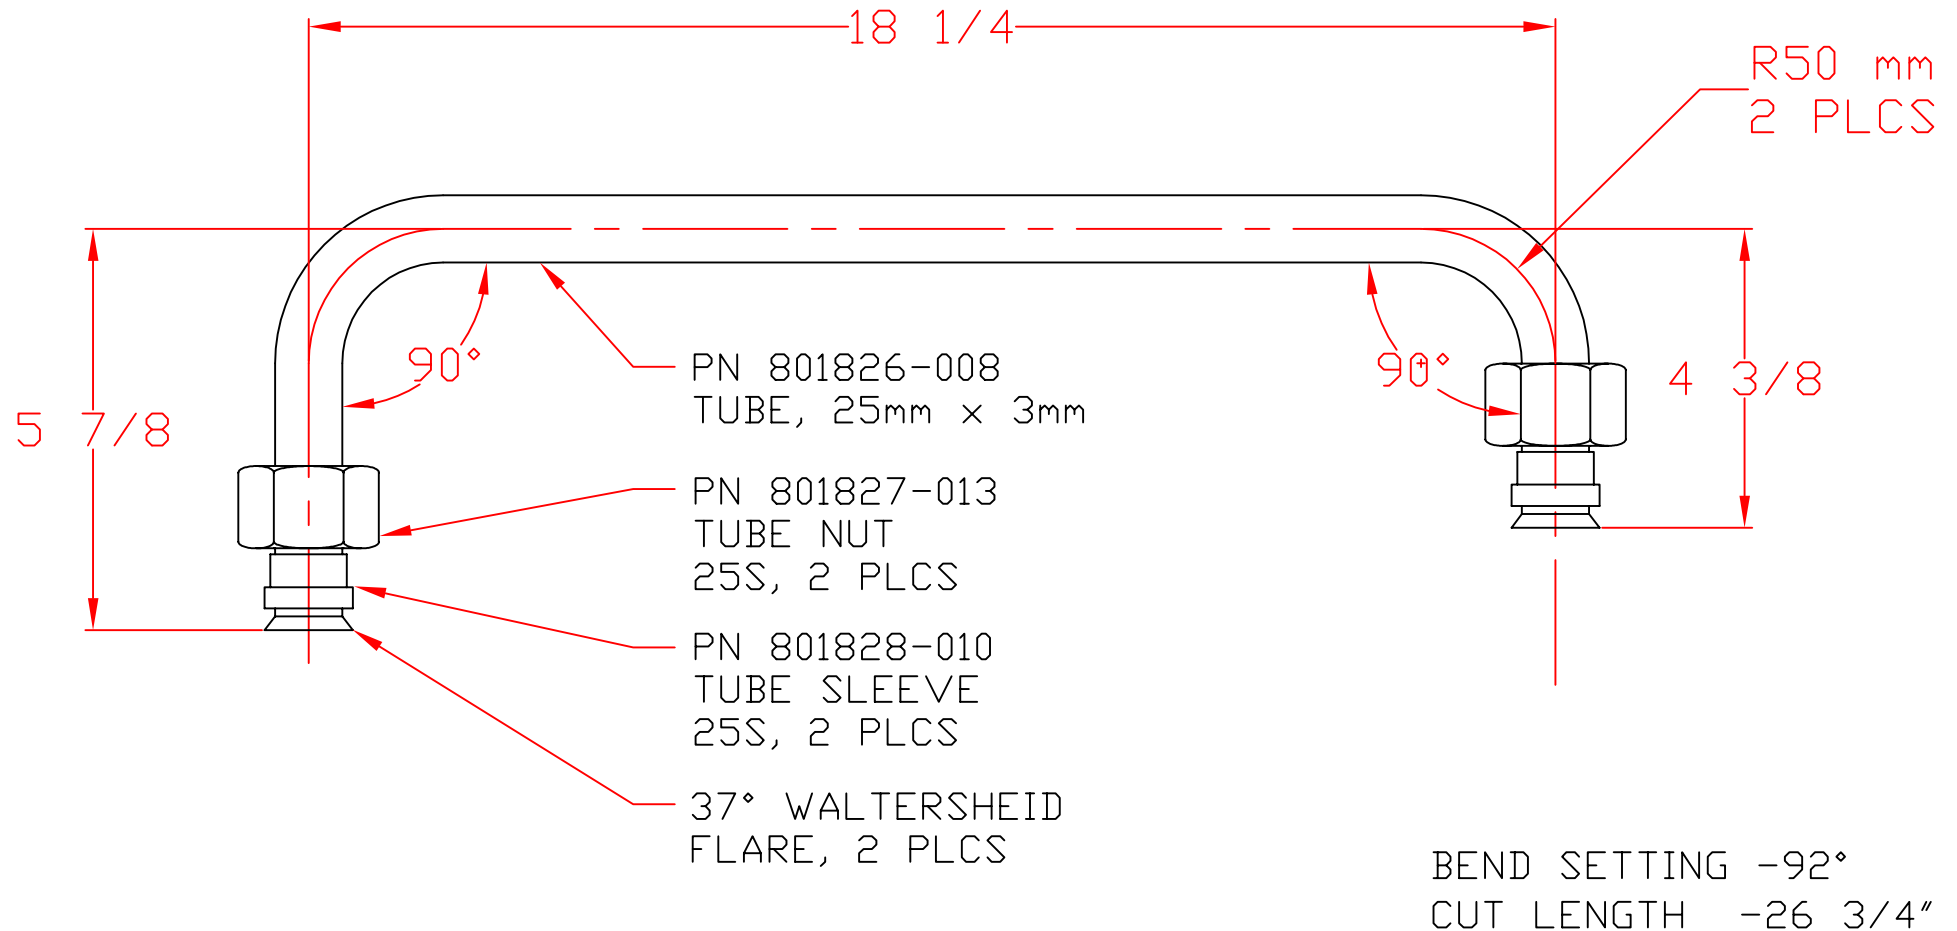 18 1/4
R50 mm
2 PLCS
90°
90°
5 7/8
4 3/8
PN 801826-008
TUBE, 25mm x 3mm
PN 801827-013
TUBE NUT
25S, 2 PLCS
PN 801828-010
TUBE SLEEVE
25S, 2 PLCS
37° WALTERSHEID
FLARE, 2 PLCS
BEND SETTING -92°
CUT LENGTH -26 3/4"